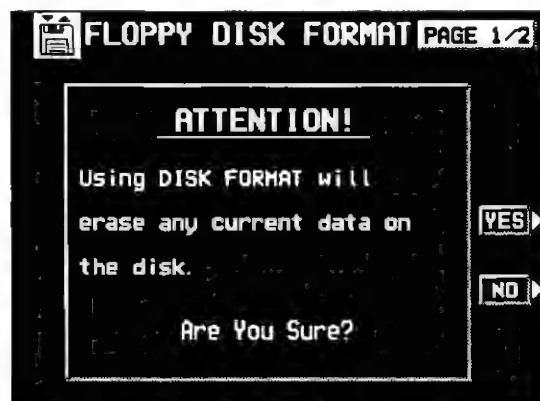 FLOPPY DISK FORMAT PAGE 1/2
ATTENTION!
Using DISK FORMAT will
erase any current data on
the disk.
Are You Sure?
YES
NO